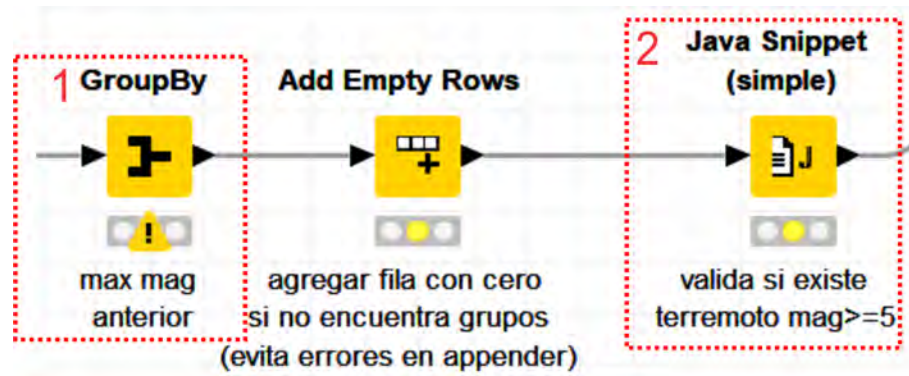 1 GroupBy
max mag
anterior
Add Empty Rows
agregar fila con cero
si no encuentra grupos
(evita errores en appender)
2 Java Snippet
(simple)
J
valida si existe
terremoto mag>=5